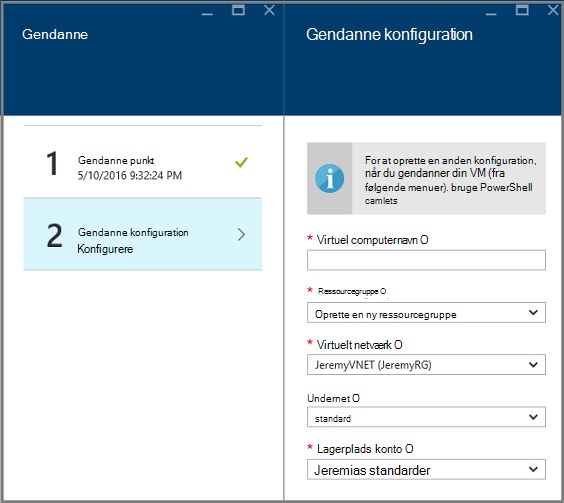 Gendanne
1
Gendanne punkt
5/10/2016 9:32:24 PM
2
Gendanne konfiguration
Konfigurere
Gendanne konfiguration
For at oprette en anden konfiguration,
når du gendanner din VM (fra
følgende menuer). bruge PowerShell
camlets
* Virtuel computernavn O
* Ressourcegruppe O
Oprette en ny ressourcegruppe
* Virtuelt netværk O
JeremyVNET (JeremyRG)
Undernet O
standard
* Lagerplads konto O
Jeremias standarder